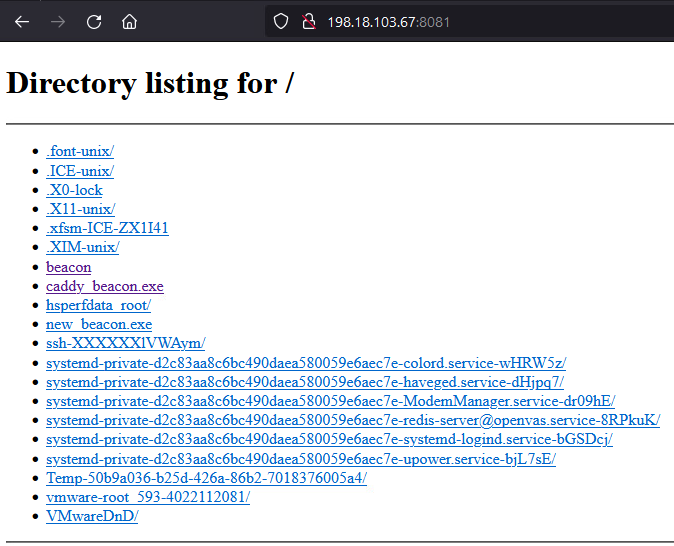 198.18.103.67:8081
Directory listing for /
.font-unix/
.ICE-unix/
.X0-lock
.X11-unix/
.xfsm-ICE-ZX1I41
.XIM-unix/
beacon
caddy_beacon.exe
hsperfdata_root/
new_beacon.exe
ssh-XXXXXXlVWAym/
systemd-private-d2c83aa8c6bc490daea580059e6aec7e-colord.service-wHRW5z/
systemd-private-d2c83aa8c6bc490daea580059e6aec7e-haveged.service-dHjpq7/
systemd-private-d2c83aa8c6bc490daea580059e6aec7e-ModemManager.service-dr09hE/
systemd-private-d2c83aa8c6bc490daea580059e6aec7e-redis-server@openvas.service-8RPkuK/
systemd-private-d2c83aa8c6bc490daea580059e6aec7e-systemd-logind.service-bGSDcj/
systemd-private-d2c83aa8c6bc490daea580059e6aec7e-upower.service-bjL7sE/
Temp-50b9a036-b25d-426a-86b2-7018376005a4/
vmware-root_593-4022112081/
VMwareDnD/